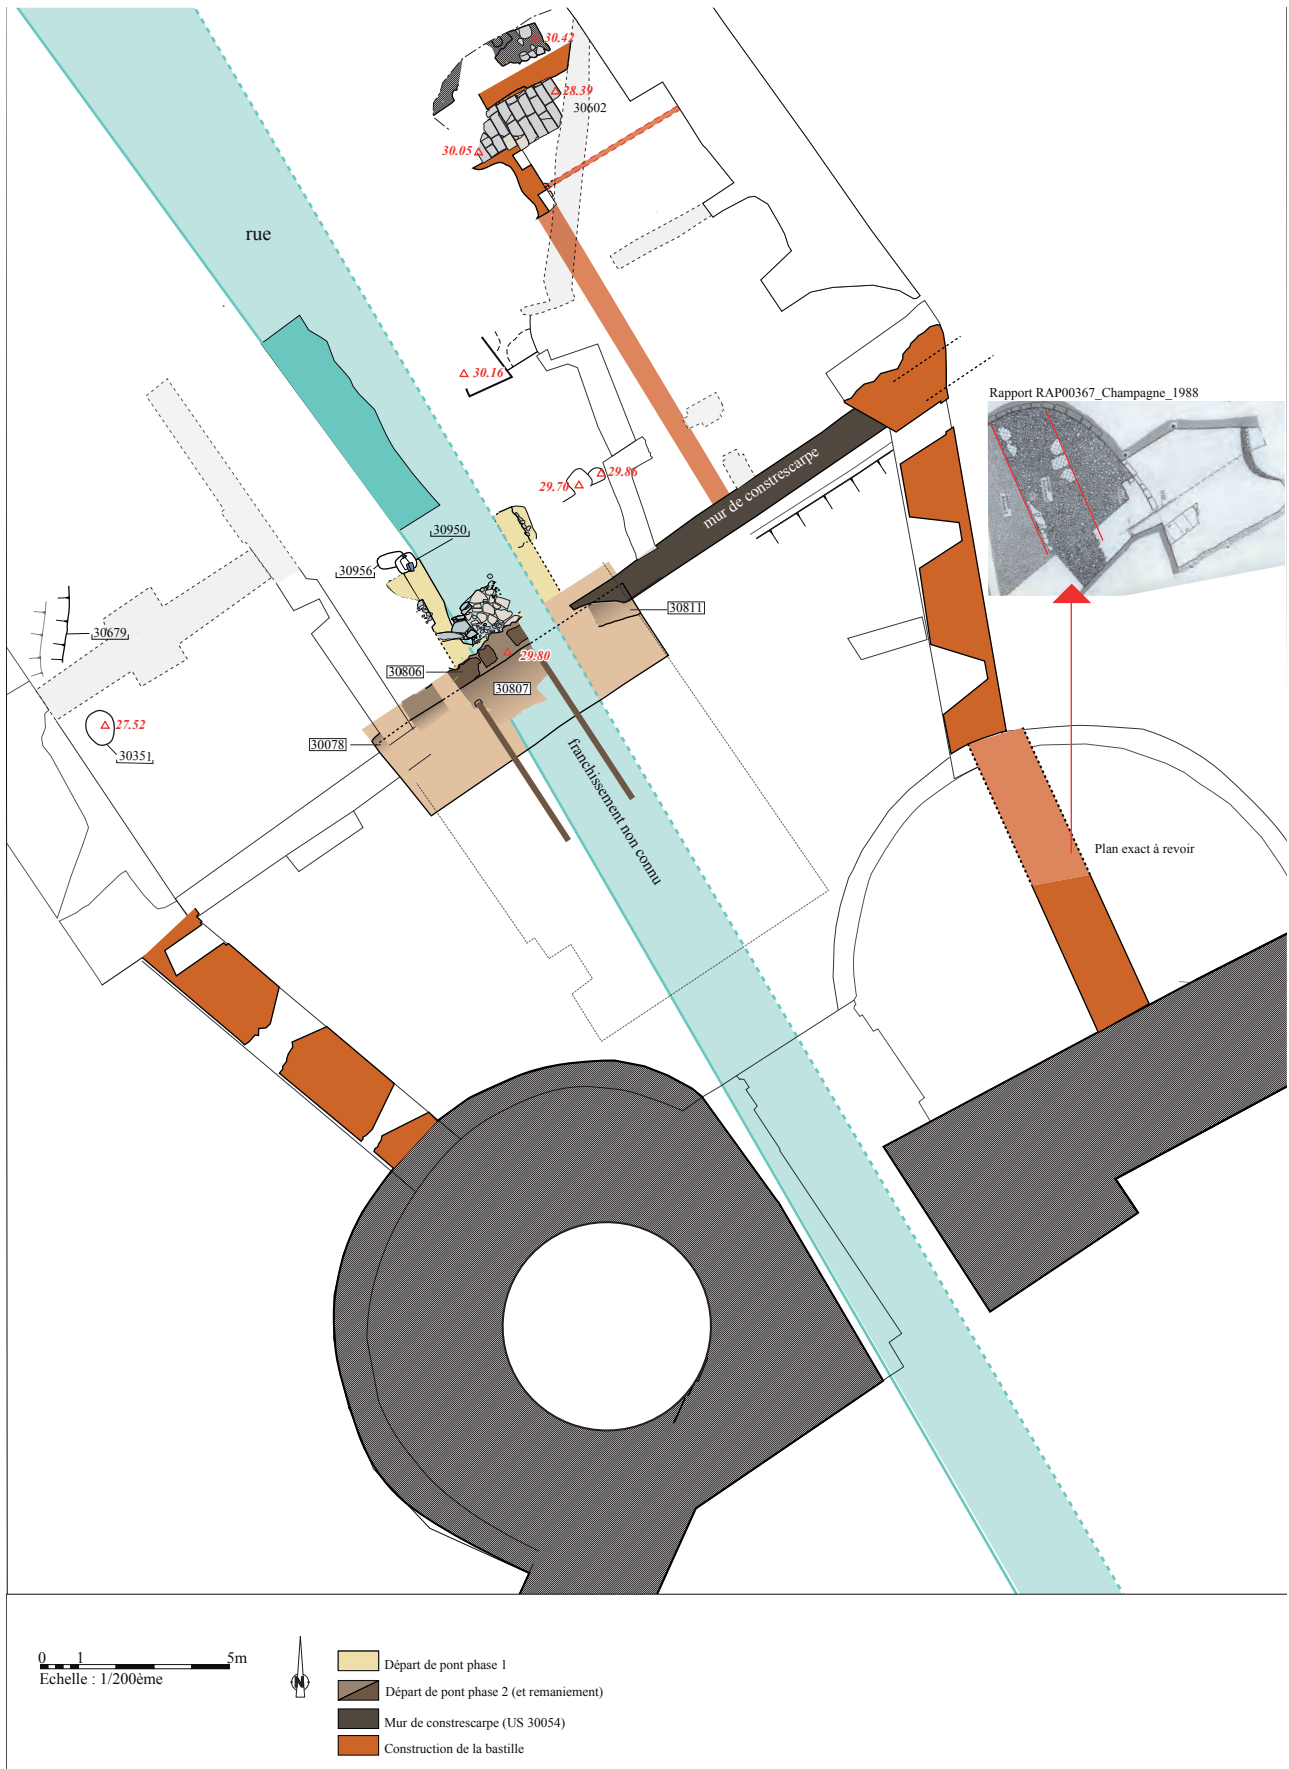 30.42
28.39
30602
30.05
rue
30.16
Rapport RAP00367_Champagne_1988
mur de constrescarpe
29.86
29.70
30950
30956
30811
30679
29.80
30806
30807
27.52
30078
30351
franchissement non connu
Plan exact à revoir
0 1 5m
Echelle : 1/200ème
N
Départ de pont phase 1
Départ de pont phase 2 (et remaniement)
Mur de constrescarpe (US 30054)
Construction de la bastille